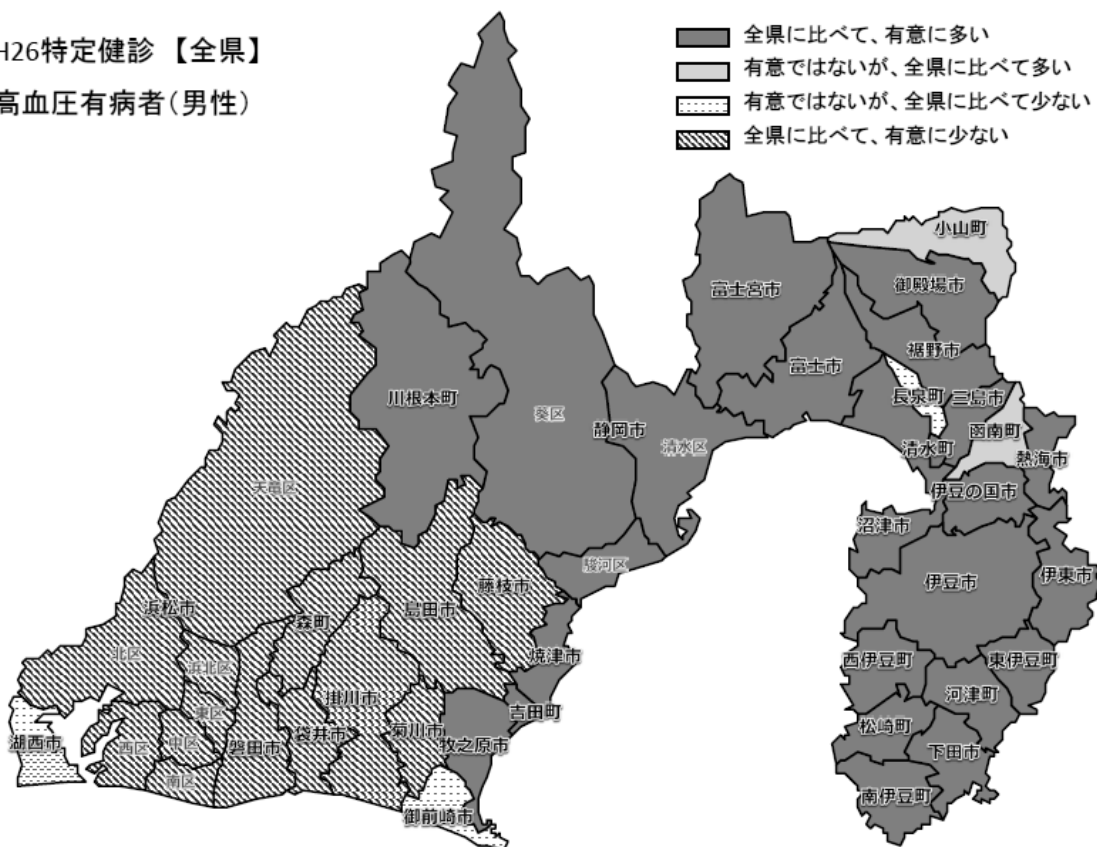 H26特定健診 【全県】
高血圧有病者(男性)
全県に比べて、有意に多い
有意ではないが、全県に比べて多い
有意ではないが、全県に比べて少ない
全県に比べて、有意に少ない
小山町
御殿場市
富士宮市
裾野市
富士市
長泉町
三島市
川根本町
葵区
静岡市
清水区
函南町
清水町
熱海市
天竜区
伊豆の国市
沼津市
駿河区
伊豆市
伊東市
藤枝市
浜松市
島田市
森町
北区
浜北区
焼津市
西伊豆町
東伊豆町
河津町
掛川市
東区
吉田町
松崎町
菊川市
湖西市
西区
中区
磐田市
袋井市
牧之原市
下田市
南区
南伊豆町
御前崎市